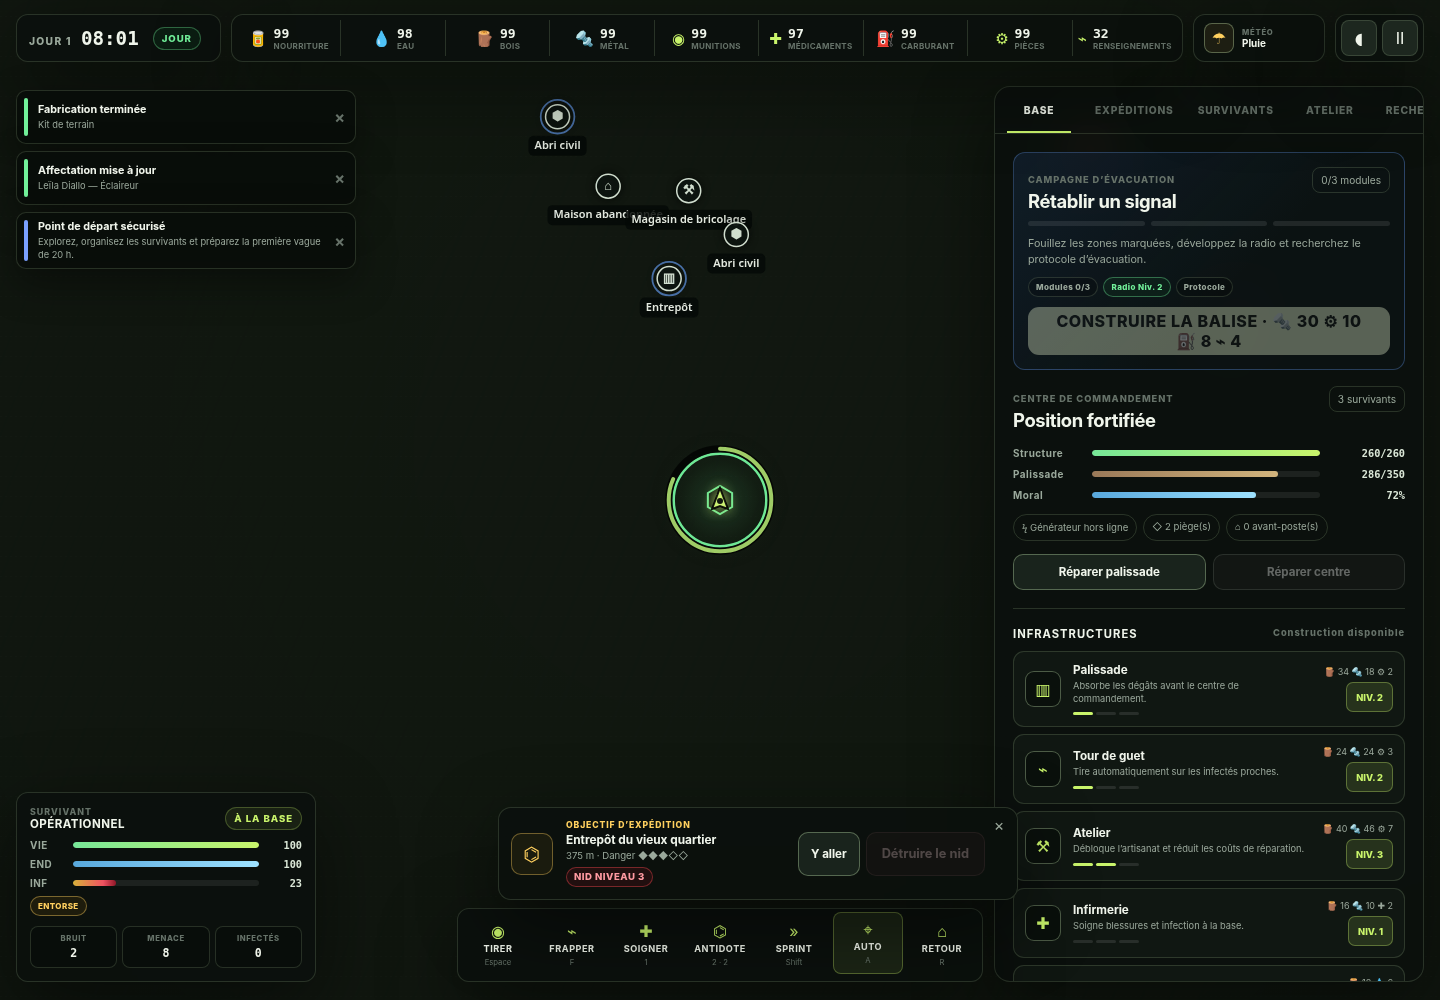 JOUR 1 08:01 JOUR
99 NOURRITURE
98 EAU
99 BOIS
99 MÉTAL
99 MUNITIONS
97 MÉDICAMENTS
99 CARBURANT
99 PIÈCES
32 RENSEIGNEMENTS
MÉTÉO
Pluie
Fabrication terminée
Kit de terrain
×
Affectation mise à jour
Leïla Diallo — Éclaireur
×
Point de départ sécurisé
Explorez, organisez les survivants et préparez la première vague
de 20 h.
×
Abri civil
Maison aband
Magasin de bricolage
Abri civil
Entrepôt
BASE EXPÉDITIONS SURVIVANTS ATELIER RECHE
CAMPAGNE D'ÉVACUATION
0/3 modules
Rétablir un signal
Fouillez les zones marquées, développez la radio et recherchez le
protocole d'évacuation.
Modules 0/3 Radio Niv. 2 Protocole
CONSTRUIRE LA BALISE · 🔩 30 ⚙ 10
⛽ 8 ⌁ 4
CENTRE DE COMMANDEMENT
3 survivants
Position fortifiée
Structure 260/260
Palissade 286/350
Moral 72%
ϟ Générateur hors ligne ◇ 2 piège(s) ⌂ 0 avant-poste(s)
Réparer palissade Réparer centre
INFRASTRUCTURES Construction disponible
Palissade
Absorbe les dégâts avant le centre de
commandement.
🪵 34 🔩 18 ⚙ 2
NIV. 2
Tour de guet
Tire automatiquement sur les infectés proches.
🪵 24 🔩 24 ⚙ 3
NIV. 2
Atelier
Débloque l'artisanat et réduit les coûts de réparation.
🪵 40 🔩 46 ⚙ 7
NIV. 3
Infirmerie
Soigne blessures et infection à la base.
🪵 16 🔩 10 ✚ 2
NIV. 1
SURVIVANT
OPÉRATIONNEL
À LA BASE
VIE 100
END 100
INF 23
ENTORSE
BRUIT
2
MENACE
8
INFECTÉS
0
OBJECTIF D'EXPÉDITION
Entrepôt du vieux quartier
375 m · Danger ◆◆◆◇◇
NID NIVEAU 3
Y aller Détruire le nid
×
TIRER
Espace
FRAPPER
F
SOIGNER
1
ANTIDOTE
2 · 2
SPRINT
Shift
AUTO
A
RETOUR
R